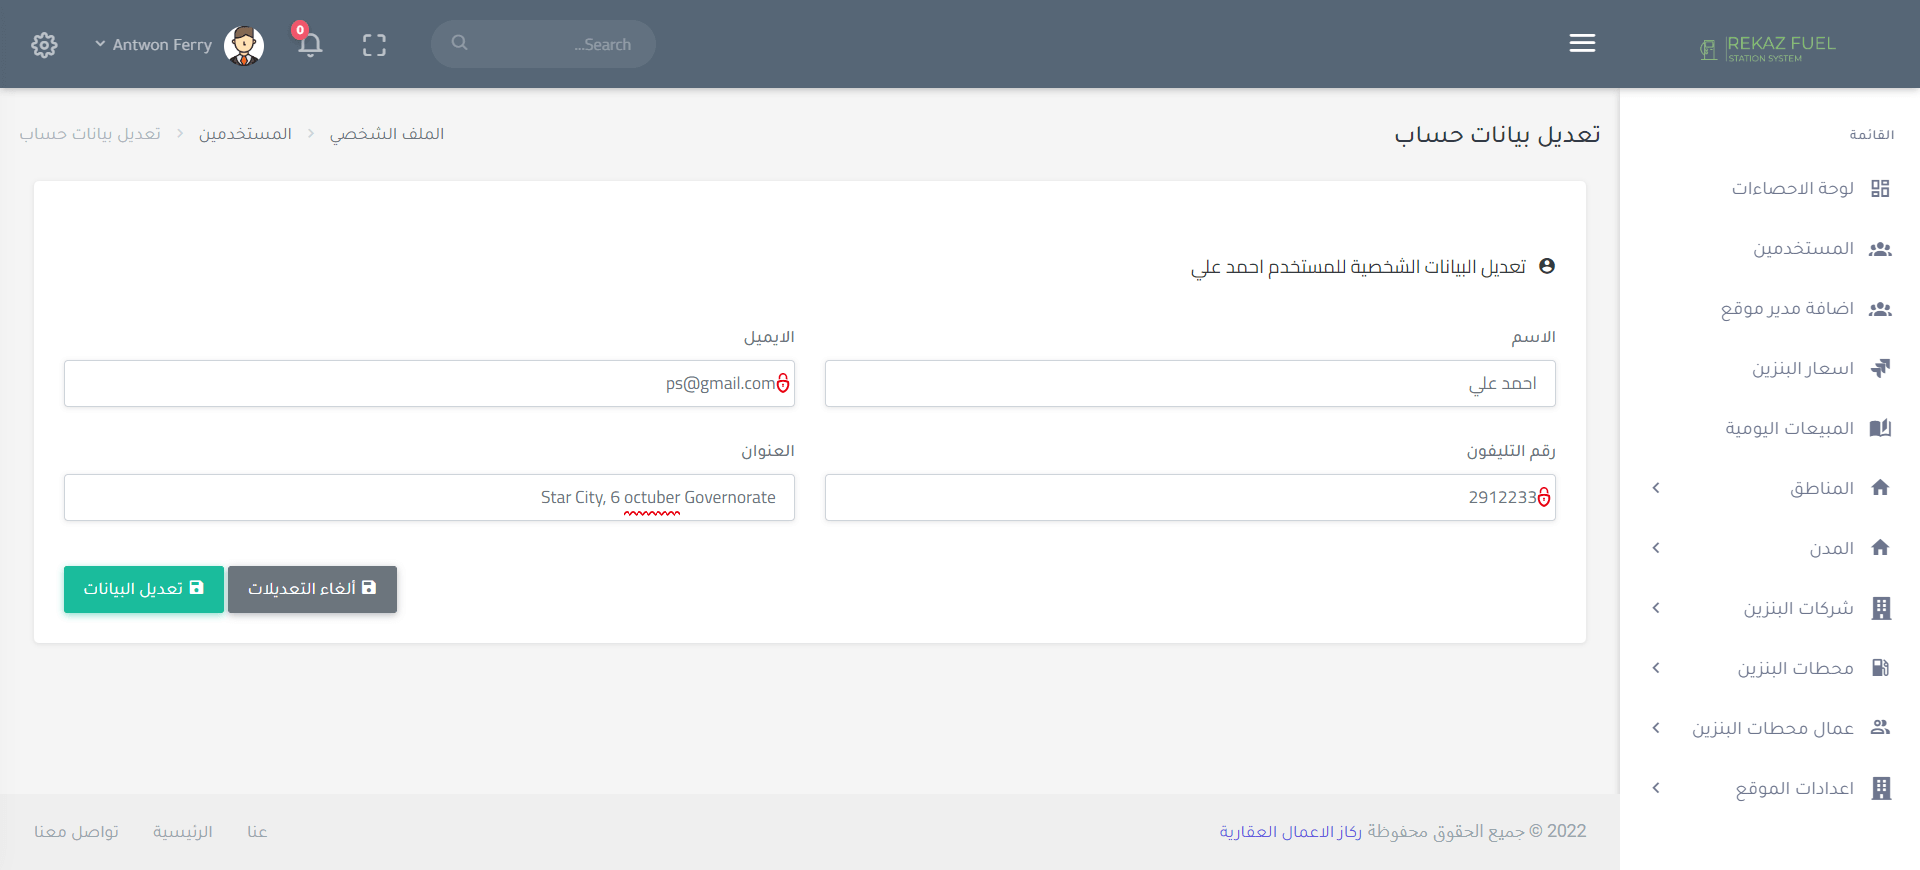 REKAZ FUEL
STATION SYSTEM
Search...
0
Antwon Ferry
القائمة
لوحة الاحصاءات
المستخدمين
اضافة مدير موقع
اسعار البنزين
المبيعات اليومية
المناطق
المدن
شركات البنزين
محطات البنزين
عمال محطات البنزين
اعدادات الموقع
تعديل بيانات حساب
الملف الشخصي
المستخدمين
تعديل بيانات حساب
تعديل البيانات الشخصية للمستخدم احمد علي
الاسم
الايميل
احمد علي
ps@gmail.com
رقم التليفون
العنوان
2912233
Star City, 6 octuber Governorate
ألغاء التعديلات
تعديل البيانات
2022 © جميع الحقوق محفوظة ركاز الاعمال العقارية
عنا
الرئيسية
تواصل معنا